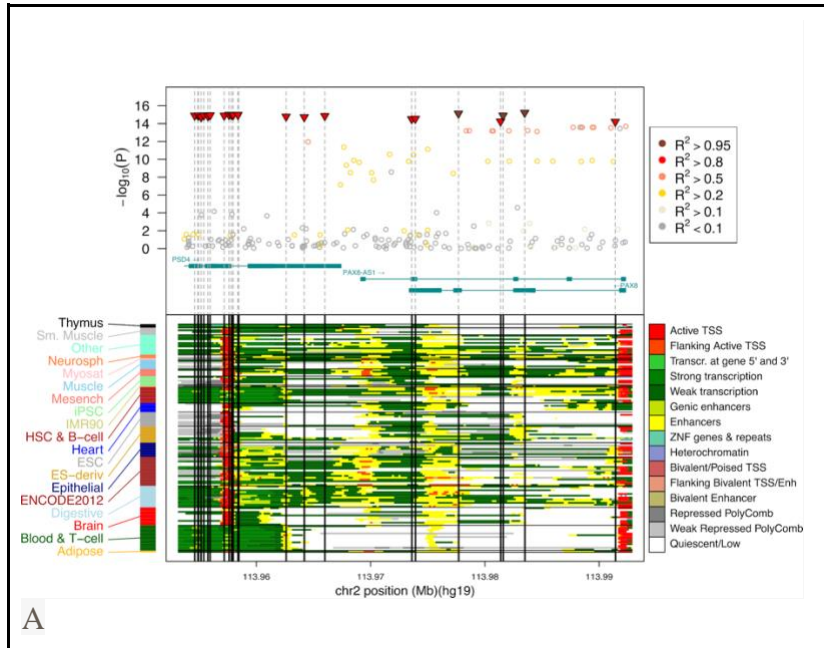 16
14
12
10
8
6
4
2
0
−log10(P)
R2 > 0.95
R2 > 0.8
R2 > 0.5
R2 > 0.2
R2 > 0.1
R2 < 0.1
PSD4 →
PAX8-AS1 →
←PAX8
Thymus
Sm. Muscle
Other
Neurosph
Myosat
Muscle
Mesench
iPSC
IMR90
HSC & B-cell
Heart
ESC
ES-deriv
Epithelial
ENCODE2012
Digestive
Brain
Blood & T-cell
Adipose
Active TSS
Flanking Active TSS
Transcr. at gene 5' and 3'
Strong transcription
Weak transcription
Genic enhancers
Enhancers
ZNF genes & repeats
Heterochromatin
Bivalent/Poised TSS
Flanking Bivalent TSS/Enh
Bivalent Enhancer
Repressed PolyComb
Weak Repressed PolyComb
Quiescent/Low
113.96 113.97 113.98 113.99
chr2 position (Mb)(hg19)
A